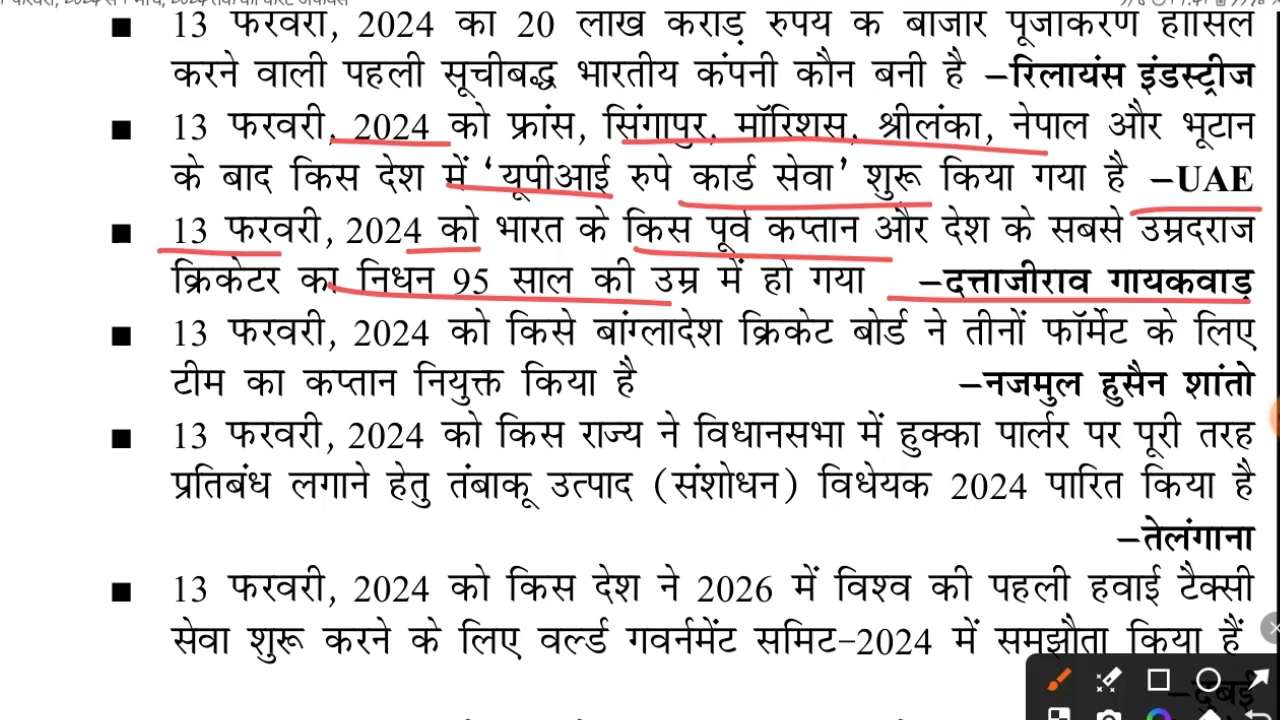 ■ 13 फरवरी, 2024 को 20 लाख करोड़ रुपये के बाजार पूंजीकरण हासिल
करने वाली पहली सूचीबद्ध भारतीय कंपनी कौन बनी है –रिलायंस इंडस्ट्रीज
■ 13 फरवरी, 2024 को फ्रांस, सिंगापुर, मॉरिशस, श्रीलंका, नेपाल और भूटान
के बाद किस देश में ‘यूपीआई रुपे कार्ड सेवा’ शुरू किया गया है –UAE
■ 13 फरवरी, 2024 को भारत के किस पूर्व कप्तान और देश के सबसे उम्रदराज
क्रिकेटर का निधन 95 साल की उम्र में हो गया –दत्ताजीराव गायकवाड़
■ 13 फरवरी, 2024 को किसे बांग्लादेश क्रिकेट बोर्ड ने तीनों फॉर्मेट के लिए
टीम का कप्तान नियुक्त किया है –नजमुल हुसैन शांतो
■ 13 फरवरी, 2024 को किस राज्य ने विधानसभा में हुक्का पार्लर पर पूरी तरह
प्रतिबंध लगाने हेतु तंबाकू उत्पाद (संशोधन) विधेयक 2024 पारित किया है
–तेलंगाना
■ 13 फरवरी, 2024 को किस देश ने 2026 में विश्व की पहली हवाई टैक्सी
सेवा शुरू करने के लिए वर्ल्ड गवर्नमेंट समिट-2024 में समझौता किया हैं
–दुबई